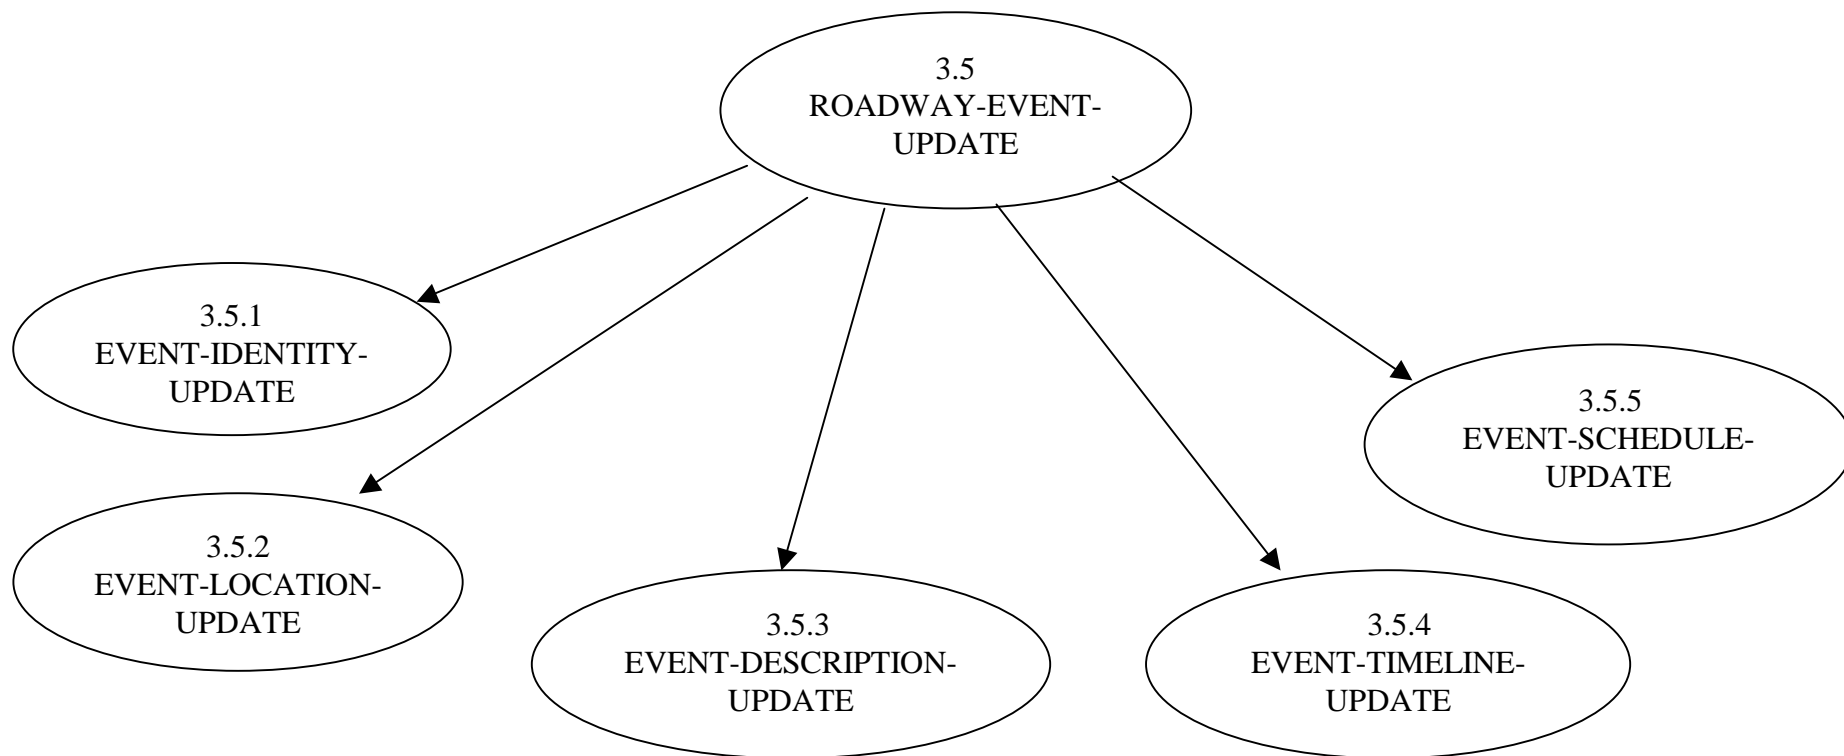 3.5
ROADWAY-EVENT-
UPDATE
3.5.1
EVENT-IDENTITY-
UPDATE
3.5.5
EVENT-SCHEDULE-
UPDATE
3.5.2
EVENT-LOCATION-
UPDATE
3.5.3
EVENT-DESCRIPTION-
UPDATE
3.5.4
EVENT-TIMELINE-
UPDATE